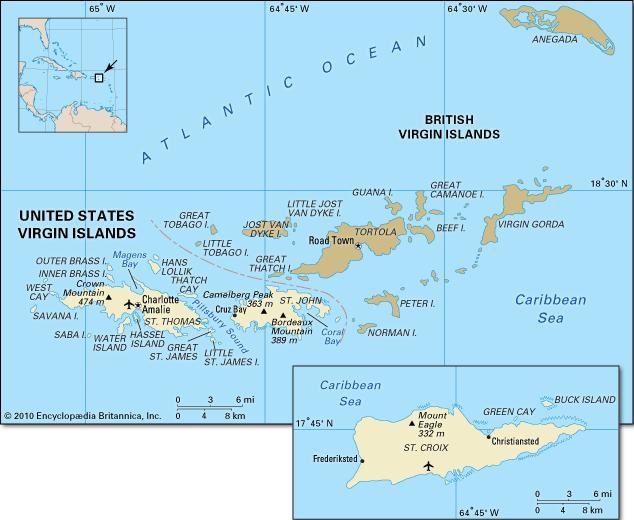 65°W
64°45'W
64°30'W
ANEGADA
ATLANTIC OCEAN
BRITISH
VIRGIN ISLANDS
18°30'N
GUANA I.
GREAT
CAMANOE I.
LITTLE JOST
VAN DYKE I.
JOST VAN
DYKE I.
GREAT
TOBAGO I.
UNITED STATES
VIRGIN ISLANDS
TORTOLA
BEEF I.
VIRGIN GORDA
Road Town
LITTLE
TOBAGO I.
GREAT
THATCH I.
Magens
Bay
OUTER BRASS I.
INNER BRASS I.
HANS
LOLLIK
THATCH
CAY
WEST
CAY
Crown
Mountain
474 m
Charlotte
Amalie
Camelberg Peak
363 m
ST. JOHN
Cruz Bay
PETER I.
Caribbean
Sea
SAVANA I.
ST. THOMAS
Pillsbury Sound
Bordeaux
Mountain
389 m
Coral
Bay
NORMAN I.
SABA I.
WATER
ISLAND
HASSEL
ISLAND
GREAT
ST. JAMES
LITTLE
ST. JAMES I.
0 3 6 mi
0 4 8 km
© 2010 Encyclopædia Britannica, Inc.
Caribbean
Sea
BUCK ISLAND
GREEN CAY
17°45'N
Mount
Eagle
332 m
Christiansted
ST. CROIX
Frederiksted
0 3 6 mi
0 4 8 km
64°45'W